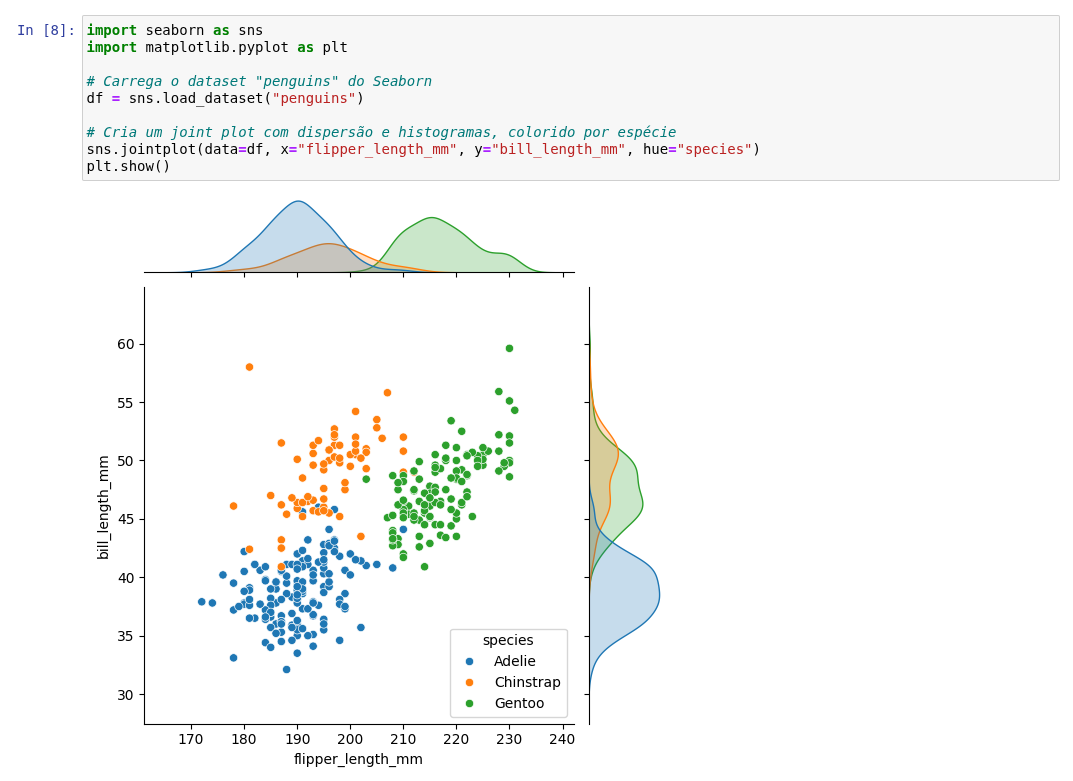 In [8]: import seaborn as sns
import matplotlib.pyplot as plt
# Carrega o dataset "penguins" do Seaborn
df = sns.load_dataset("penguins")
# Cria um joint plot com dispersão e histogramas, colorido por espécie
sns.jointplot(data=df, x="flipper_length_mm", y="bill_length_mm", hue="species")
plt.show()
60
55
50
45
40
35
30
bill_length_mm
species
Adelie
Chinstrap
Gentoo
170 180 190 200 210 220 230 240
flipper_length_mm